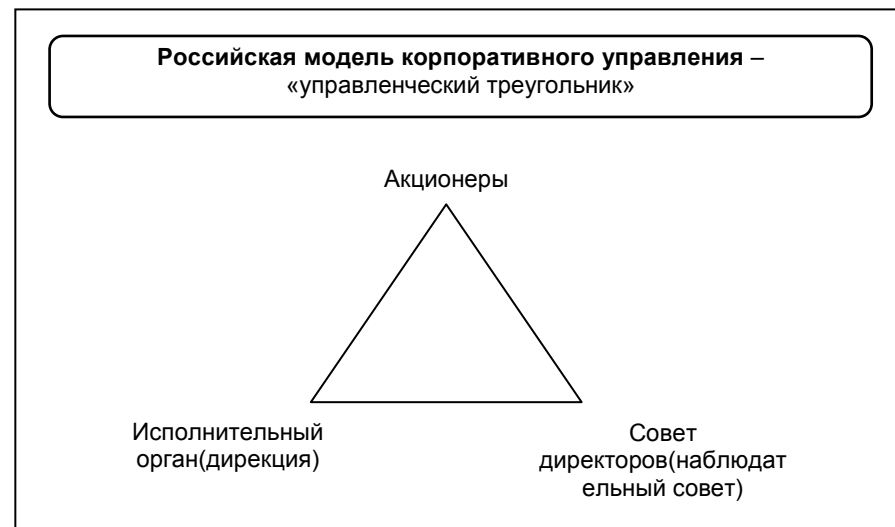 Российская модель корпоративного управления –
«управленческий треугольник»
Акционеры
Исполнительный
орган(дирекция)
Совет
директоров(наблюдат
ельный совет)